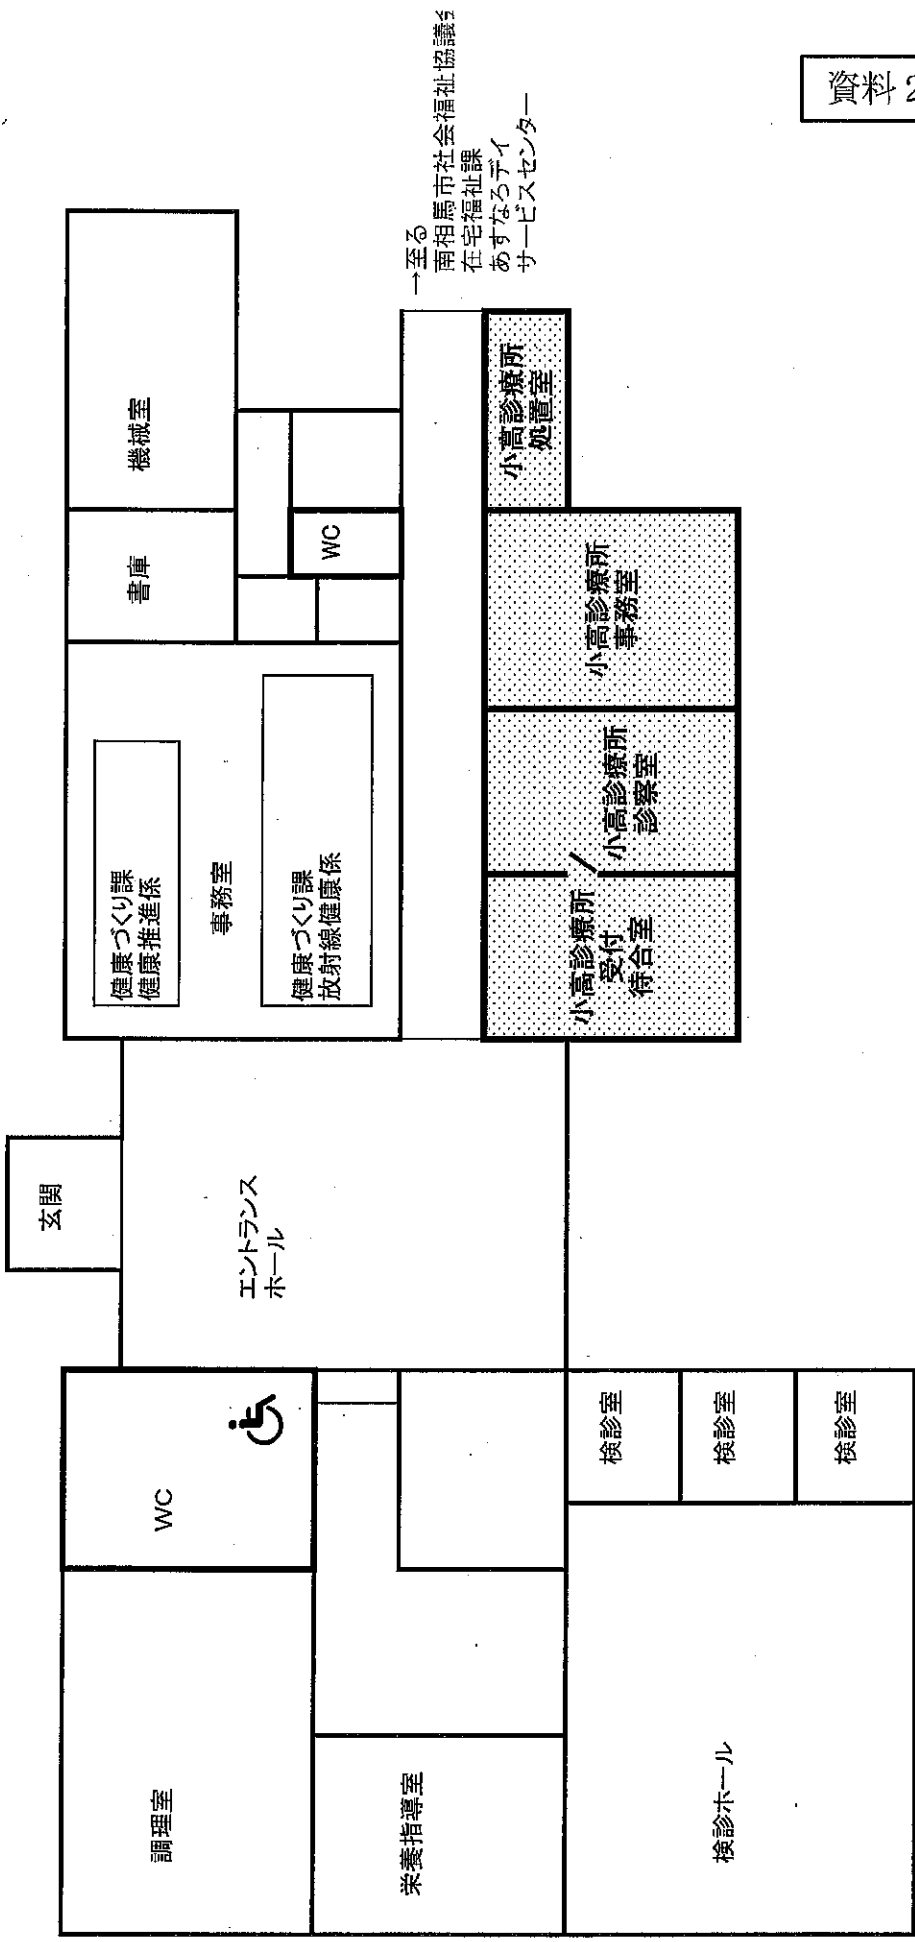 資料2
玄関
エントランス
ホール
調理室
WC
栄養指導室
検診ホール
検診室
検診室
検診室
健康づくり課
健康推進係
事務室
健康づくり課
放射線健康係
書庫
機械室
WC
→至る
南相馬市社会福祉協議会
在宅福祉課
あすなろデイ
サービスセンター
小高診療所
受付
待合室
小高診療所
診察室
小高診療所
事務室
小高診療所
処置室